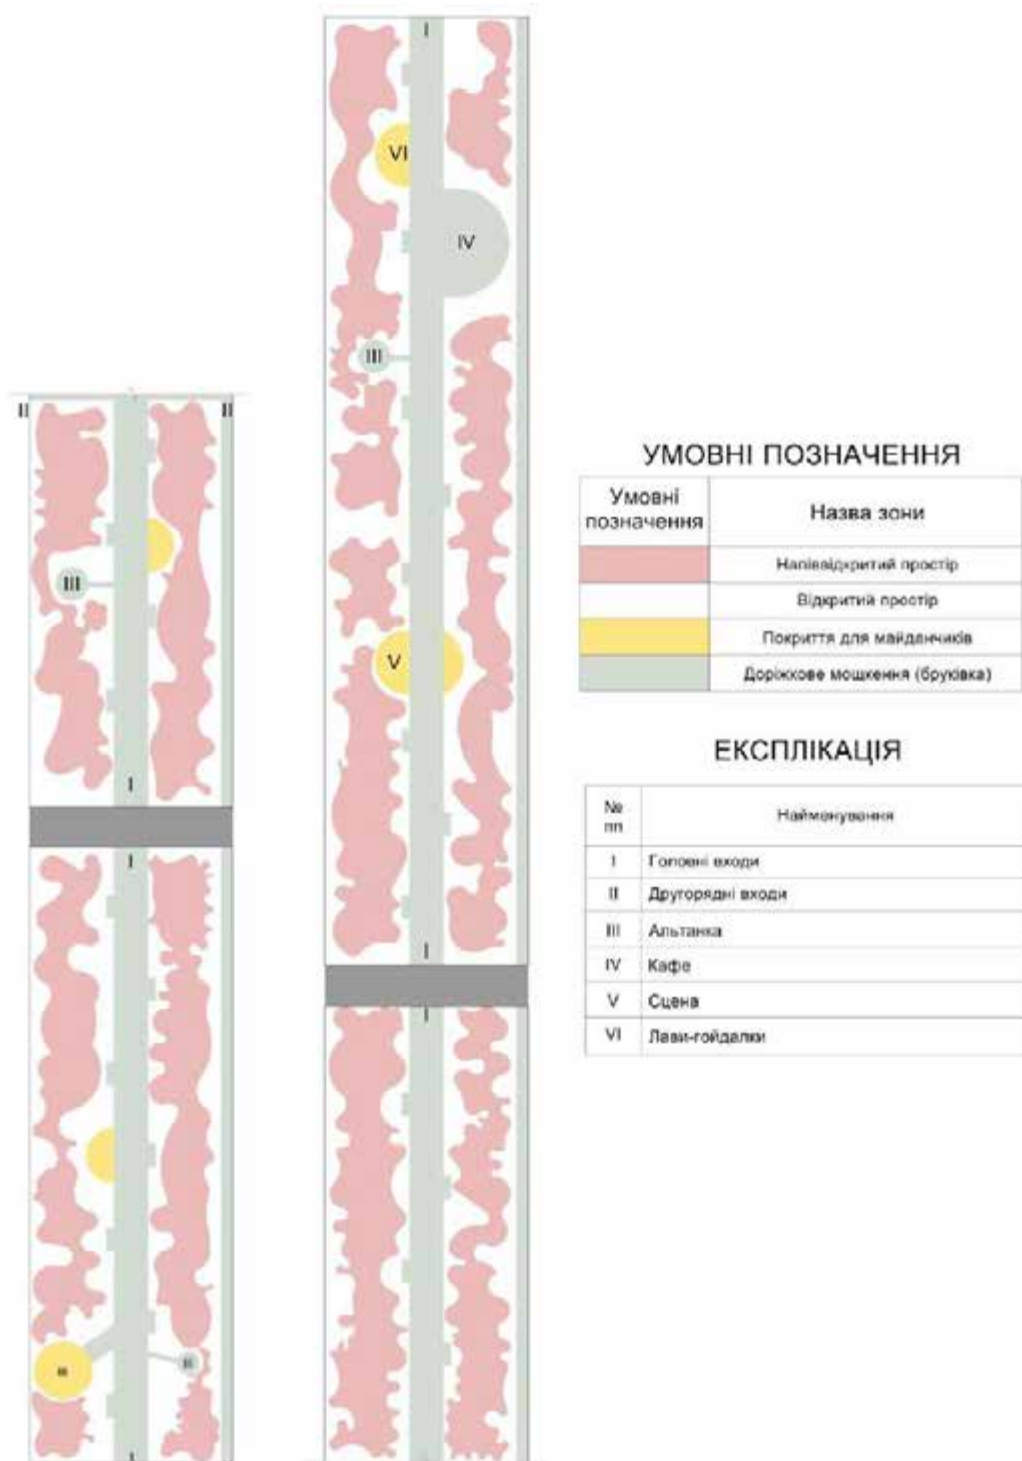 I
VI
IV
III
II II
III
V
I
I
I
I
УМОВНІ ПОЗНАЧЕННЯ
Умовні позначення Назва зони
Напіввідкритий простір
Відкритий простір
Покриття для майданчиків
Доріжкове мощення (бруківка)
ЕКСПЛІКАЦІЯ
№ пп Найменування
I Головні входи
II Другорядні входи
III Альтанка
IV Кафе
V Сцена
VI Лави-гойдалки